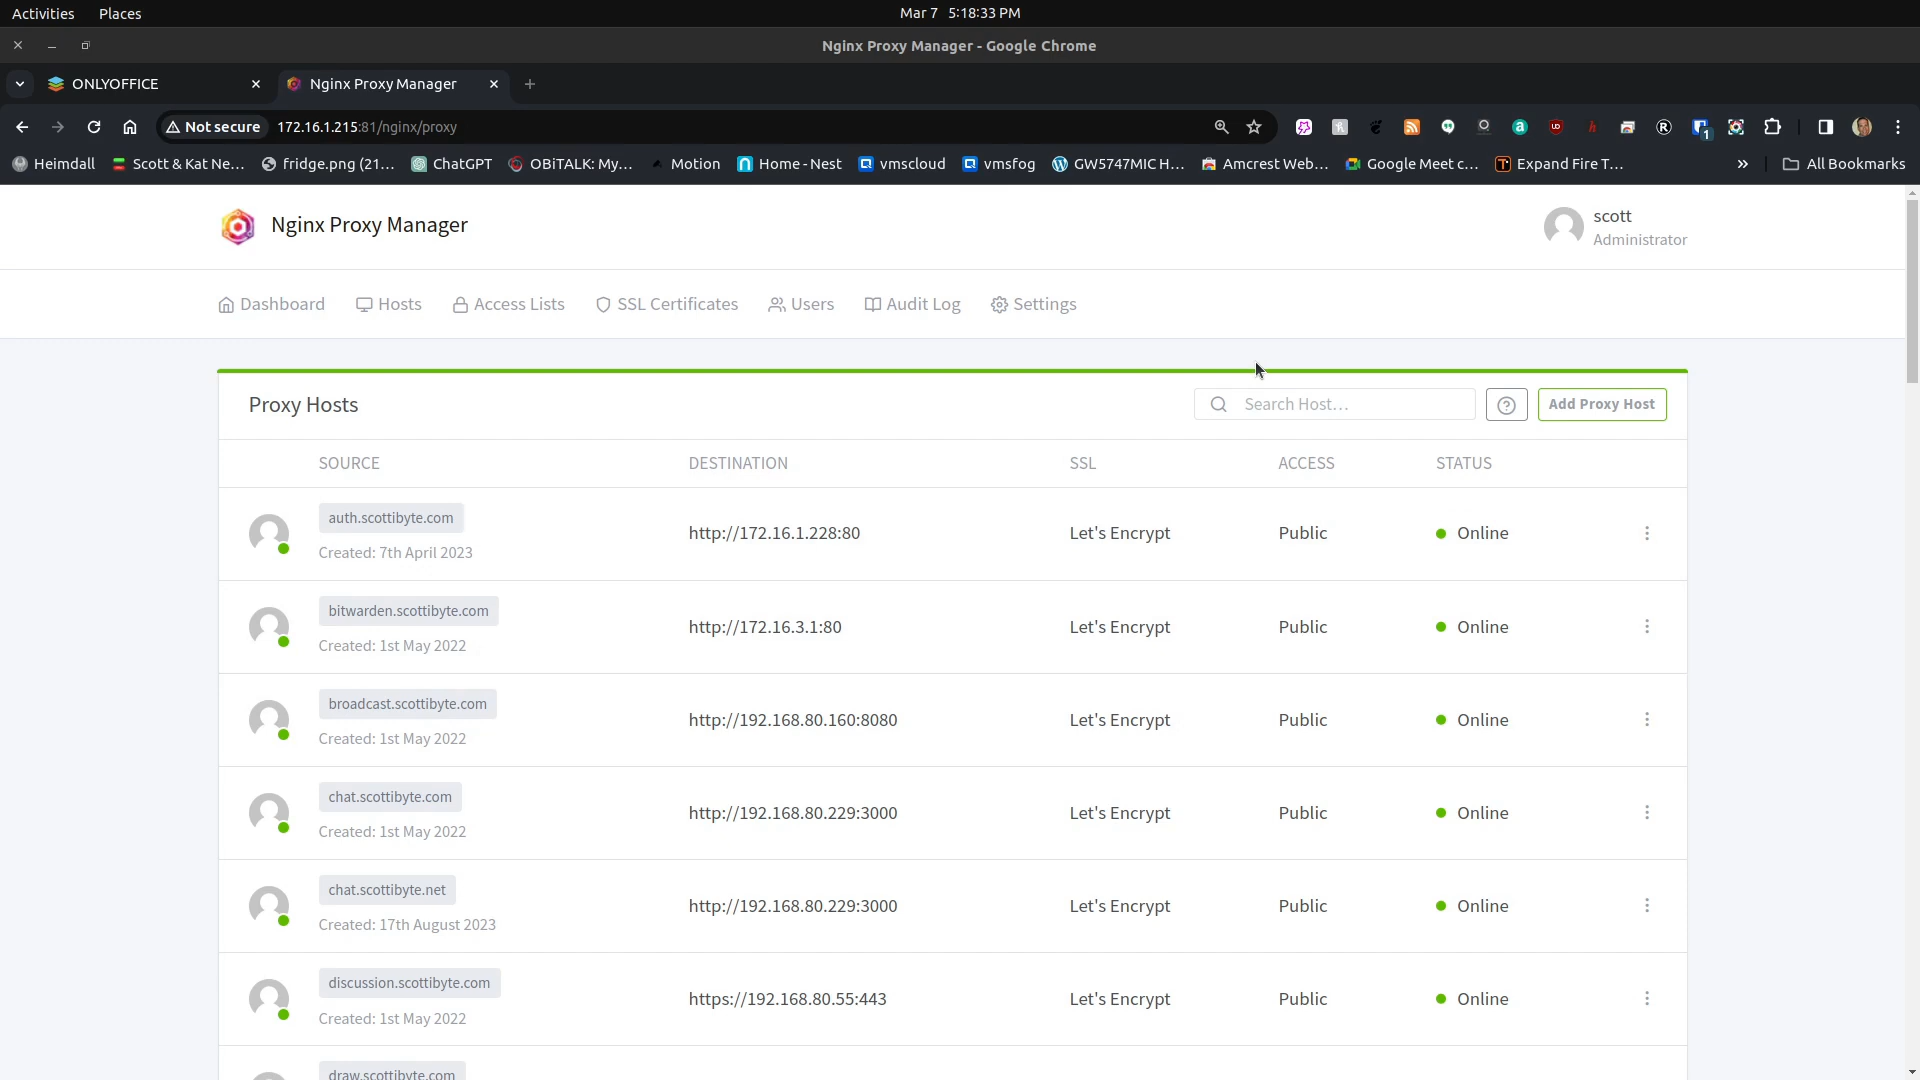 Activities Places Mar 7 5:18:33 PM
Nginx Proxy Manager - Google Chrome
ONLYOFFICE Nginx Proxy Manager
Not secure 172.16.1.215:81/nginx/proxy
Heimdall Scott & Kat Ne... fridge.png (21... ChatGPT OBiTALK: My... Motion Home - Nest vmscloud vmsfog GW5747MIC H... Amcrest Web... Google Meet c... Expand Fire T... » All Bookmarks
Nginx Proxy Manager
scott
Administrator
Dashboard Hosts Access Lists SSL Certificates Users Audit Log Settings
Proxy Hosts Search Host... Add Proxy Host
SOURCE DESTINATION SSL ACCESS STATUS
auth.scottibyte.com
http://172.16.1.228:80 Let's Encrypt Public Online
Created: 7th April 2023
bitwarden.scottibyte.com
http://172.16.3.1:80 Let's Encrypt Public Online
Created: 1st May 2022
broadcast.scottibyte.com
http://192.168.80.160:8080 Let's Encrypt Public Online
Created: 1st May 2022
chat.scottibyte.com
http://192.168.80.229:3000 Let's Encrypt Public Online
Created: 1st May 2022
chat.scottibyte.net
http://192.168.80.229:3000 Let's Encrypt Public Online
Created: 17th August 2023
discussion.scottibyte.com
https://192.168.80.55:443 Let's Encrypt Public Online
Created: 1st May 2022
draw.scottibyte.com